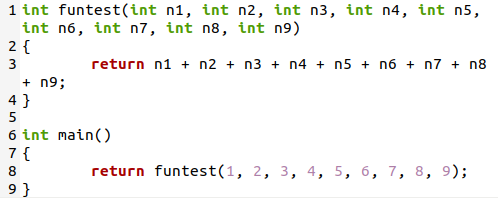 1 int funtest(int n1, int n2, int n3, int n4, int n5,
int n6, int n7, int n8, int n9)
2 {
3         return n1 + n2 + n3 + n4 + n5 + n6 + n7 + n8
+ n9;
4 }
5
6 int main()
7 {
8         return funtest(1, 2, 3, 4, 5, 6, 7, 8, 9);
9 }